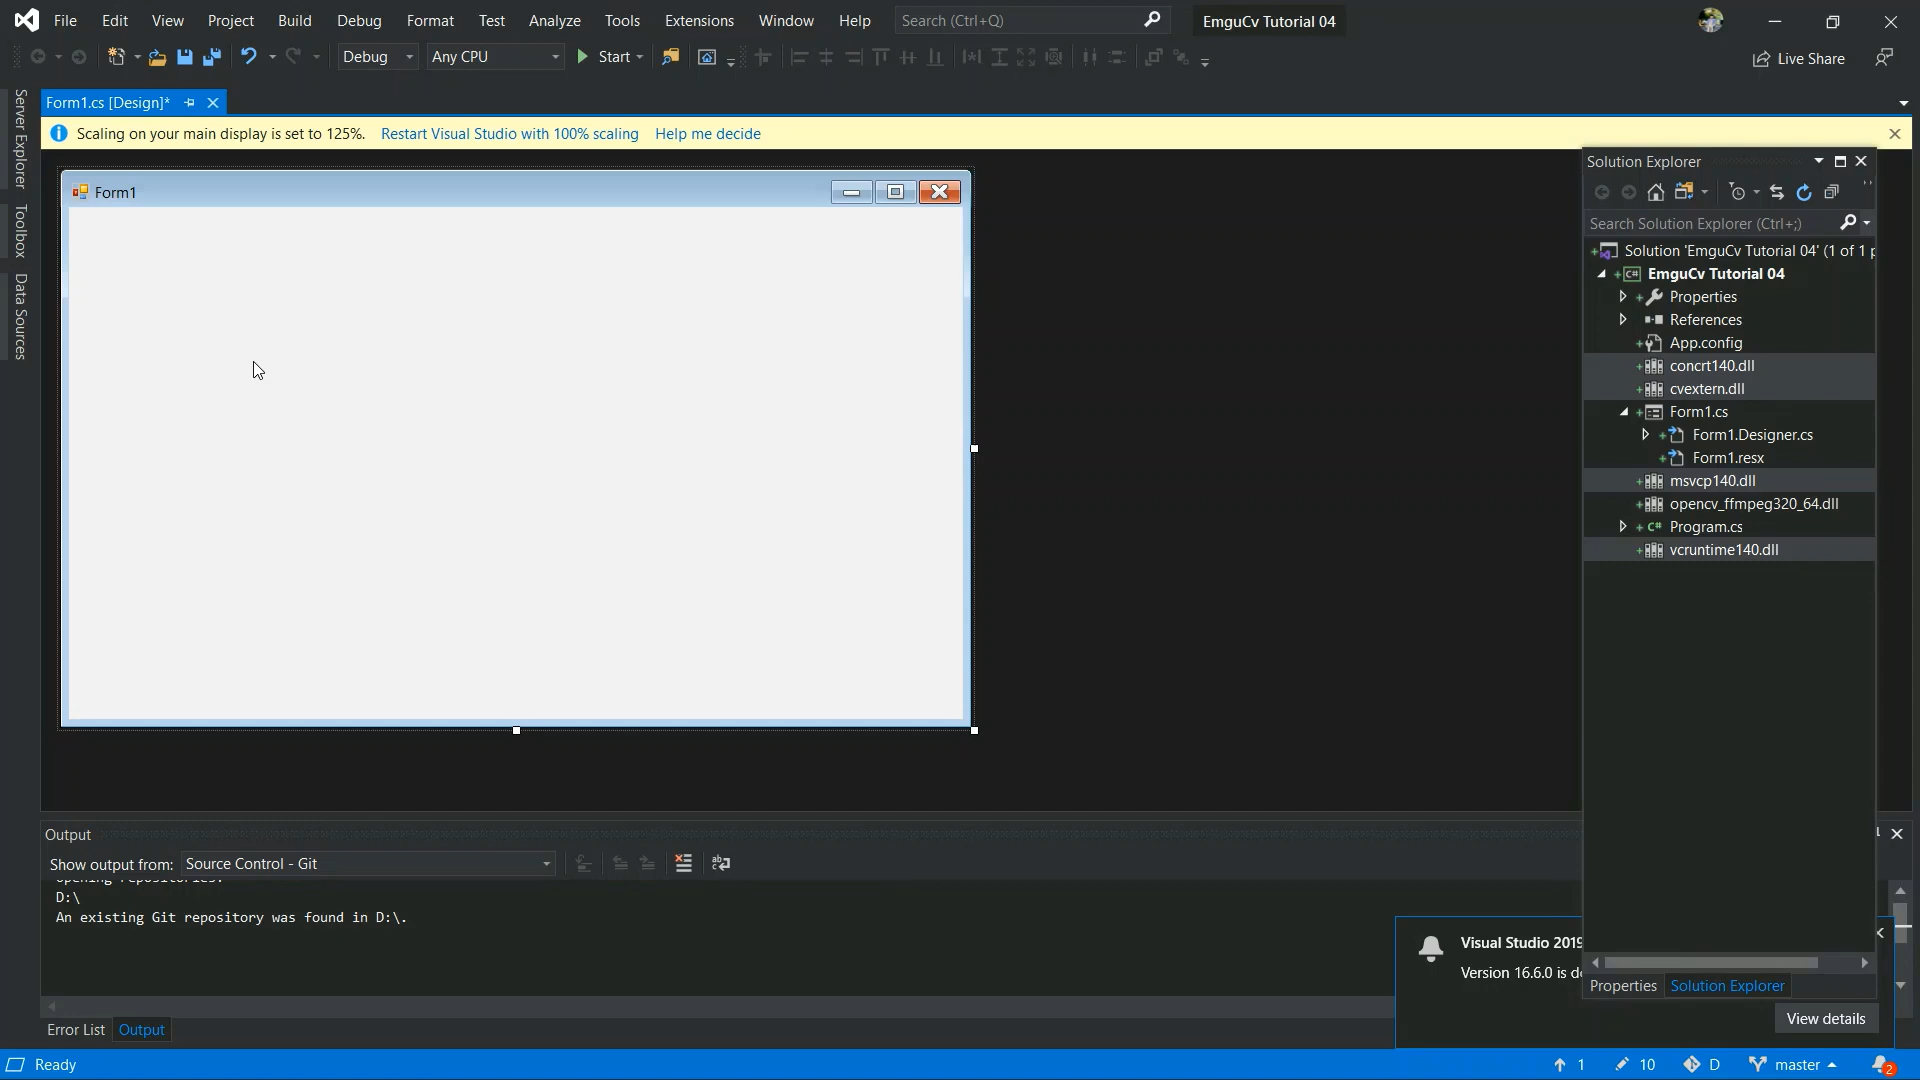 File Edit View Project Build Debug Format Test Analyze Tools Extensions Window Help Search (Ctrl+Q) EmguCv Tutorial 04
Debug Any CPU Start Live Share
Form1.cs [Design]*
Scaling on your main display is set to 125%. Restart Visual Studio with 100% scaling Help me decide
Server Explorer
Toolbox
Data Sources
Form1
Solution Explorer
Search Solution Explorer (Ctrl+;)
Solution 'EmguCv Tutorial 04' (1 of 1 p
EmguCv Tutorial 04
Properties
References
App.config
concrt140.dll
cvextern.dll
Form1.cs
Form1.Designer.cs
Form1.resx
msvcp140.dll
opencv_ffmpeg320_64.dll
Program.cs
vcruntime140.dll
Properties Solution Explorer
Output
Show output from: Source Control - Git
Opening repositories:
D:\
An existing Git repository was found in D:\.
Visual Studio 2019
Version 16.6.0 is
View details
Error List Output
Ready 1 10 D master 2